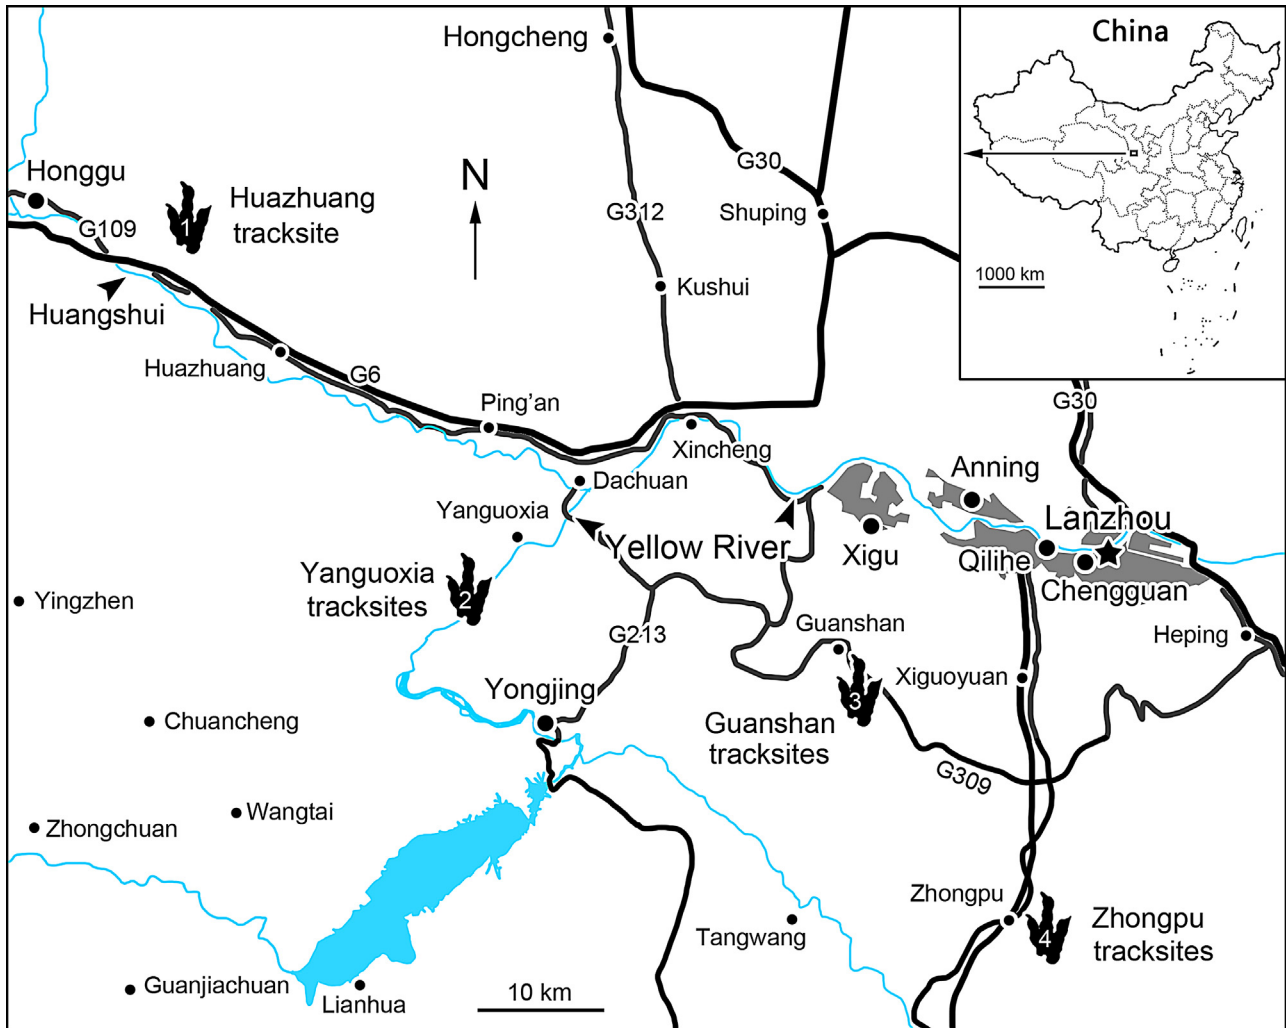 Hongcheng
China
N
G30
Honggu
Huazhuang
tracksite
1
G109
G312
Shuping
1000 km
Kushui
Huangshui
Huazhuang
G6
Ping'an
G30
Xincheng
Anning
Dachuan
Yanguoxia
Lanzhou
Yellow River
Xigu
Qilihe
Chengguan
Yanguoxia
tracksites
2
Yingzhen
G213
Guanshan
Heping
Xiguoyuan
Yongjing
3
Guanshan
tracksites
Chuancheng
G309
Wangtai
Zhongchuan
Zhongpu
Zhongpu
tracksites
4
Tangwang
Guanjiachuan
Lianhua
10 km